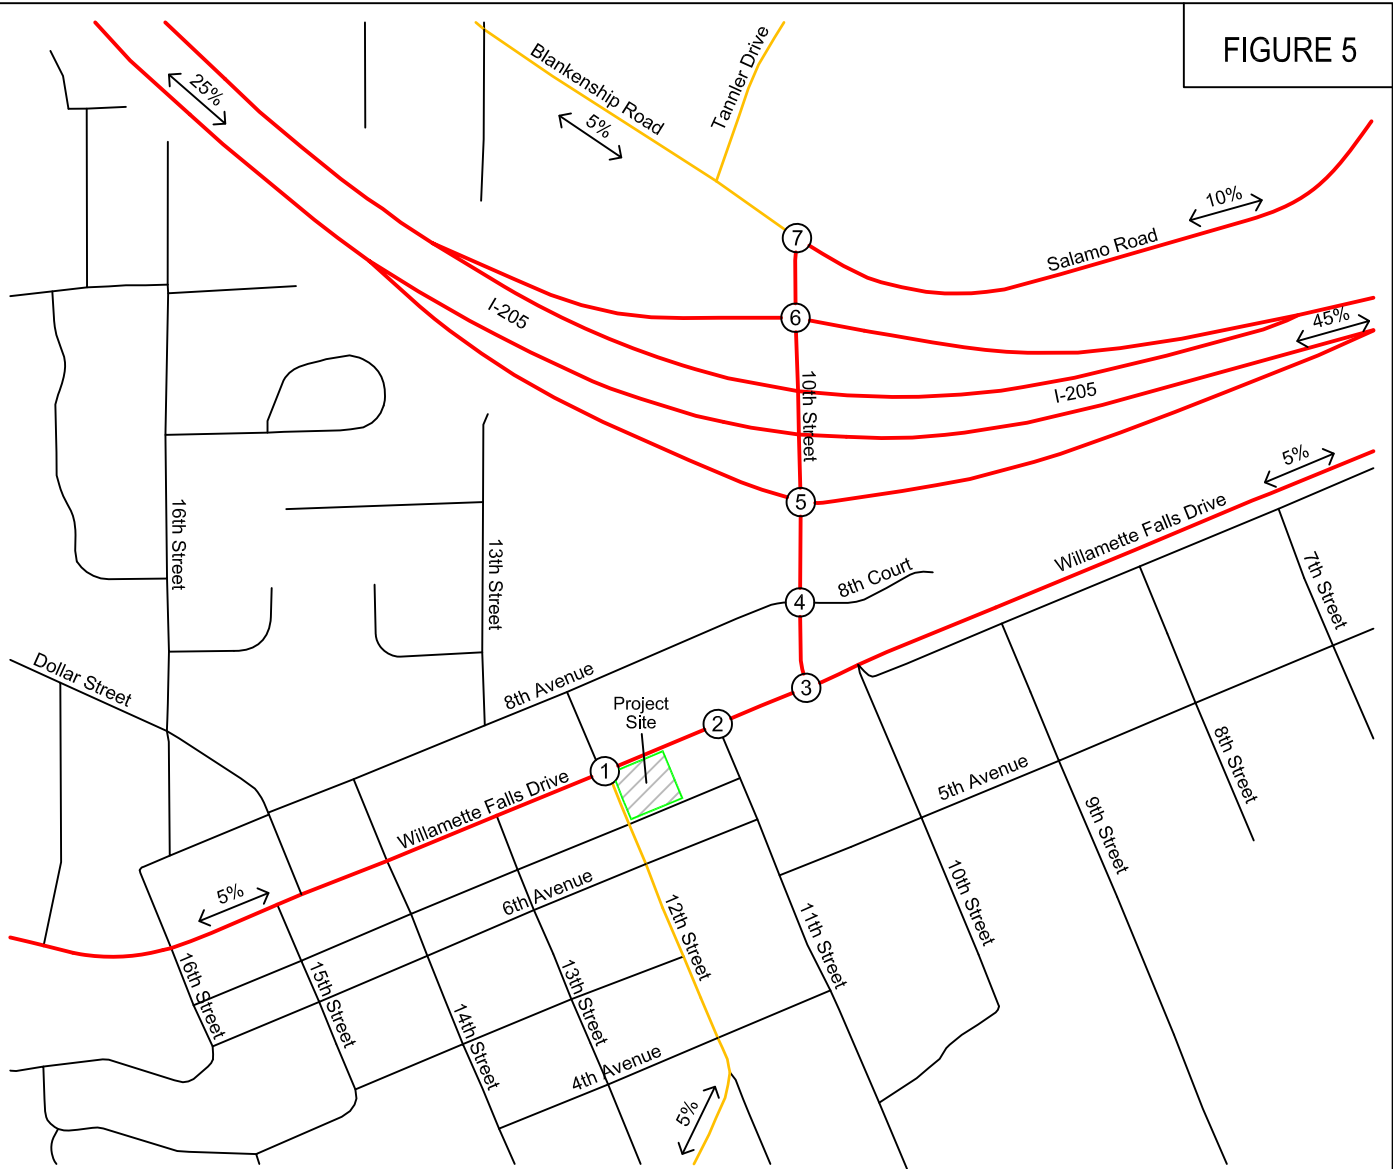 FIGURE 5
25%
Blankenship Road
5%
Tannler Drive
7
10%
Salamo Road
6
I-205
45%
I-205
10th Street
5
5%
Willamette Falls Drive
16th Street
13th Street
7th Street
8th Court
4
Dollar Street
8th Avenue
3
Project
Site
2
1
Willamette Falls Drive
8th Street
5th Avenue
9th Street
5%
6th Avenue
10th Street
12th Street
11th Street
16th Street
15th Street
13th Street
14th Street
4th Avenue
5%